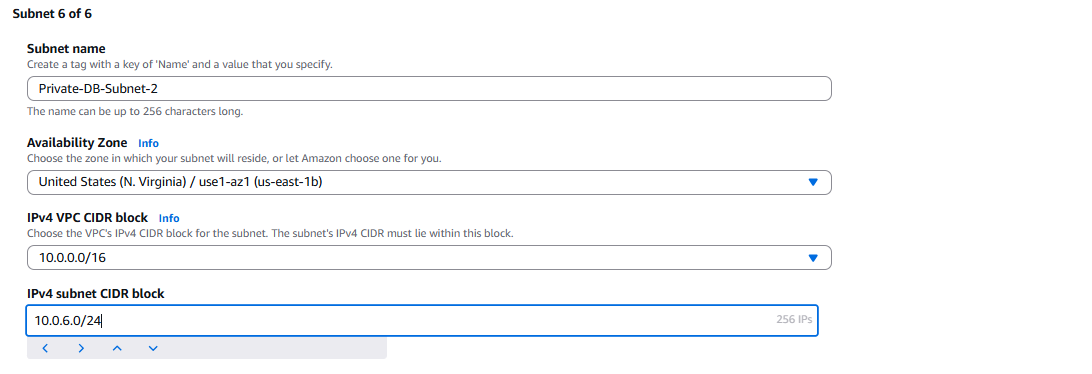 Subnet 6 of 6
Subnet name
Create a tag with a key of 'Name' and a value that you specify.
Private-DB-Subnet-2
The name can be up to 256 characters long.
Availability Zone Info
Choose the zone in which your subnet will reside, or let Amazon choose one for you.
United States (N. Virginia) / use1-az1 (us-east-1b)
IPv4 VPC CIDR block Info
Choose the VPC's IPv4 CIDR block for the subnet. The subnet's IPv4 CIDR must lie within this block.
10.0.0.0/16
IPv4 subnet CIDR block
10.0.6.0/24 256 IPs